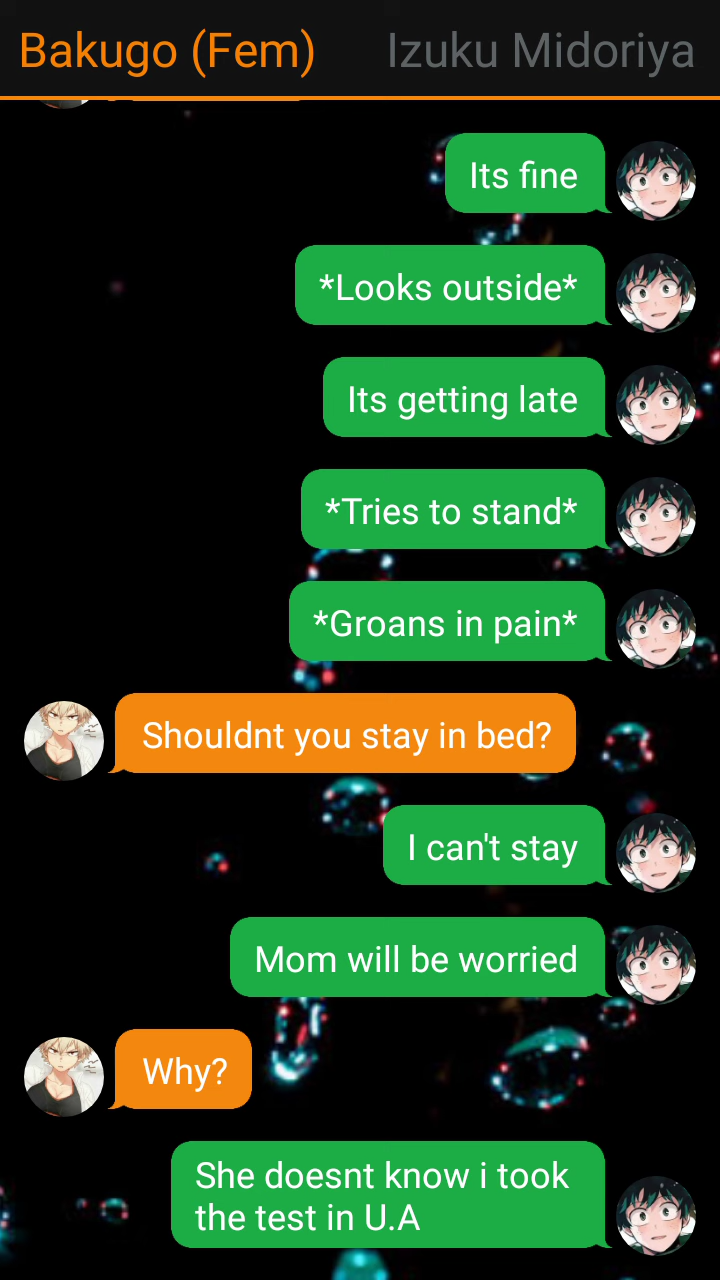 Bakugo (Fem) Izuku Midoriya
Its fine
*Looks outside*
Its getting late
*Tries to stand*
*Groans in pain*
Shouldnt you stay in bed?
I can't stay
Mom will be worried
Why?
She doesnt know i took
the test in U.A